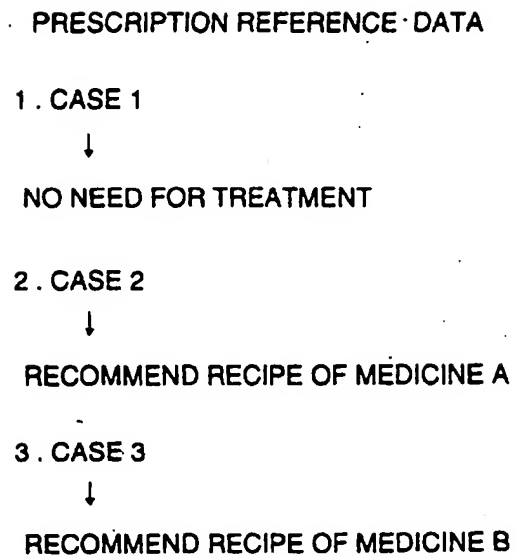 PRESCRIPTION REFERENCE DATA
1. CASE 1
↓
NO NEED FOR TREATMENT
2. CASE 2
↓
RECOMMEND RECIPE OF MEDICINE A
3. CASE 3
↓
RECOMMEND RECIPE OF MEDICINE B